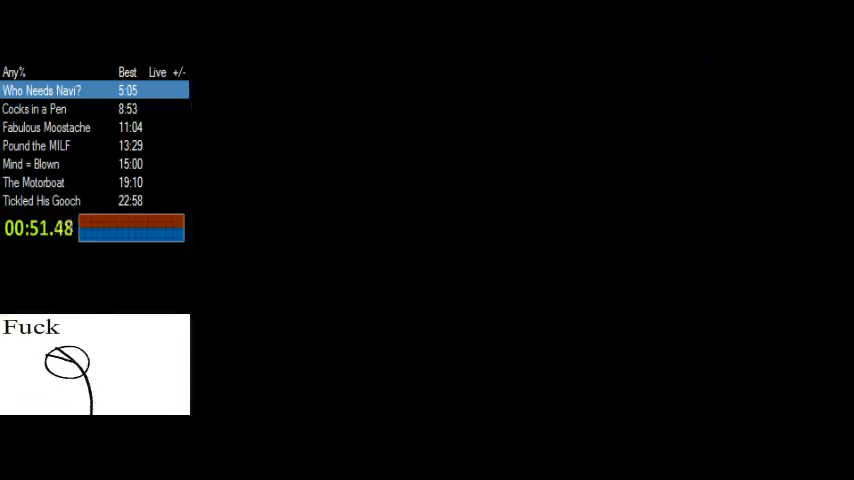 Any% Best Live +/-
Who Needs Navi? 5:05
Cocks in a Pen 8:53
Fabulous Moostache 11:04
Pound the MILF 13:29
Mind = Blown 15:00
The Motorboat 19:10
Tickled His Gooch 22:58
00:51.48
Fuck